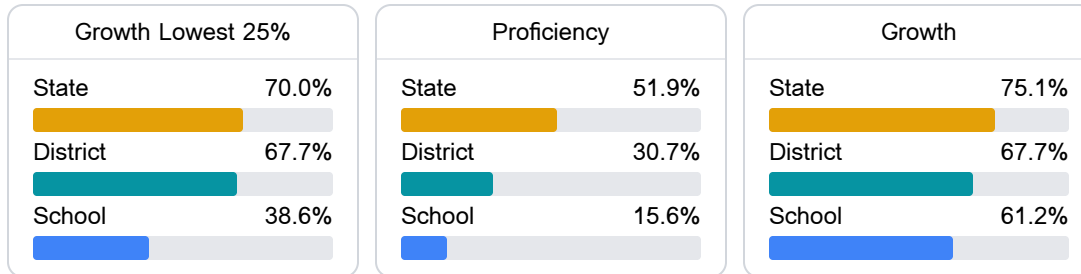 Growth Lowest 25%
State 70.0%
District 67.7%
School 38.6%
Proficiency
State 51.9%
District 30.7%
School 15.6%
Growth
State 75.1%
District 67.7%
School 61.2%